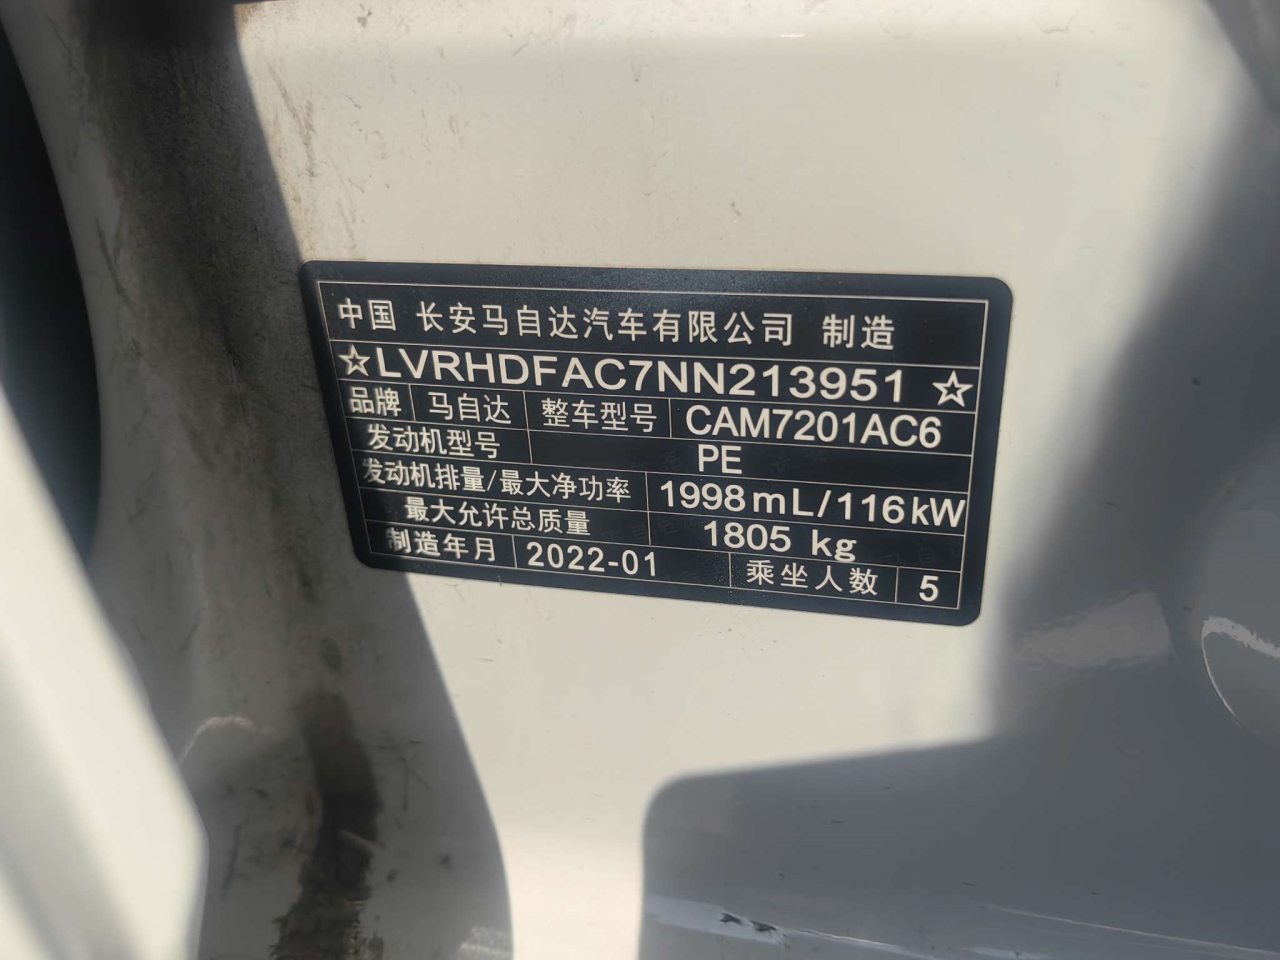 中国 长安马自达汽车有限公司 制造
☆LVRHDFAC7NN213951☆
品牌 马自达 整车型号 CAM7201AC6
发动机型号 PE
发动机排量/最大净功率 1998mL/116kW
最大允许总质量 1805 kg
制造年月 2022-01 乘坐人数 5